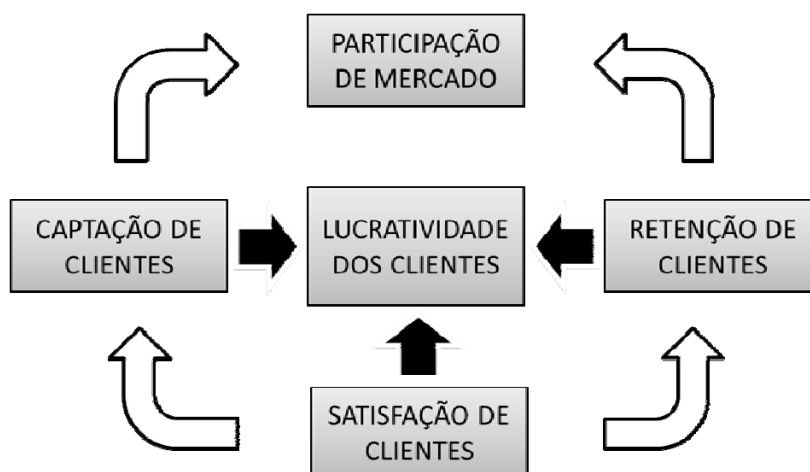 PARTICIPAÇÃO
DE MERCADO
CAPTAÇÃO DE
CLIENTES
LUCRATIVIDADE
DOS CLIENTES
RETENÇÃO DE
CLIENTES
SATISFAÇÃO DE
CLIENTES